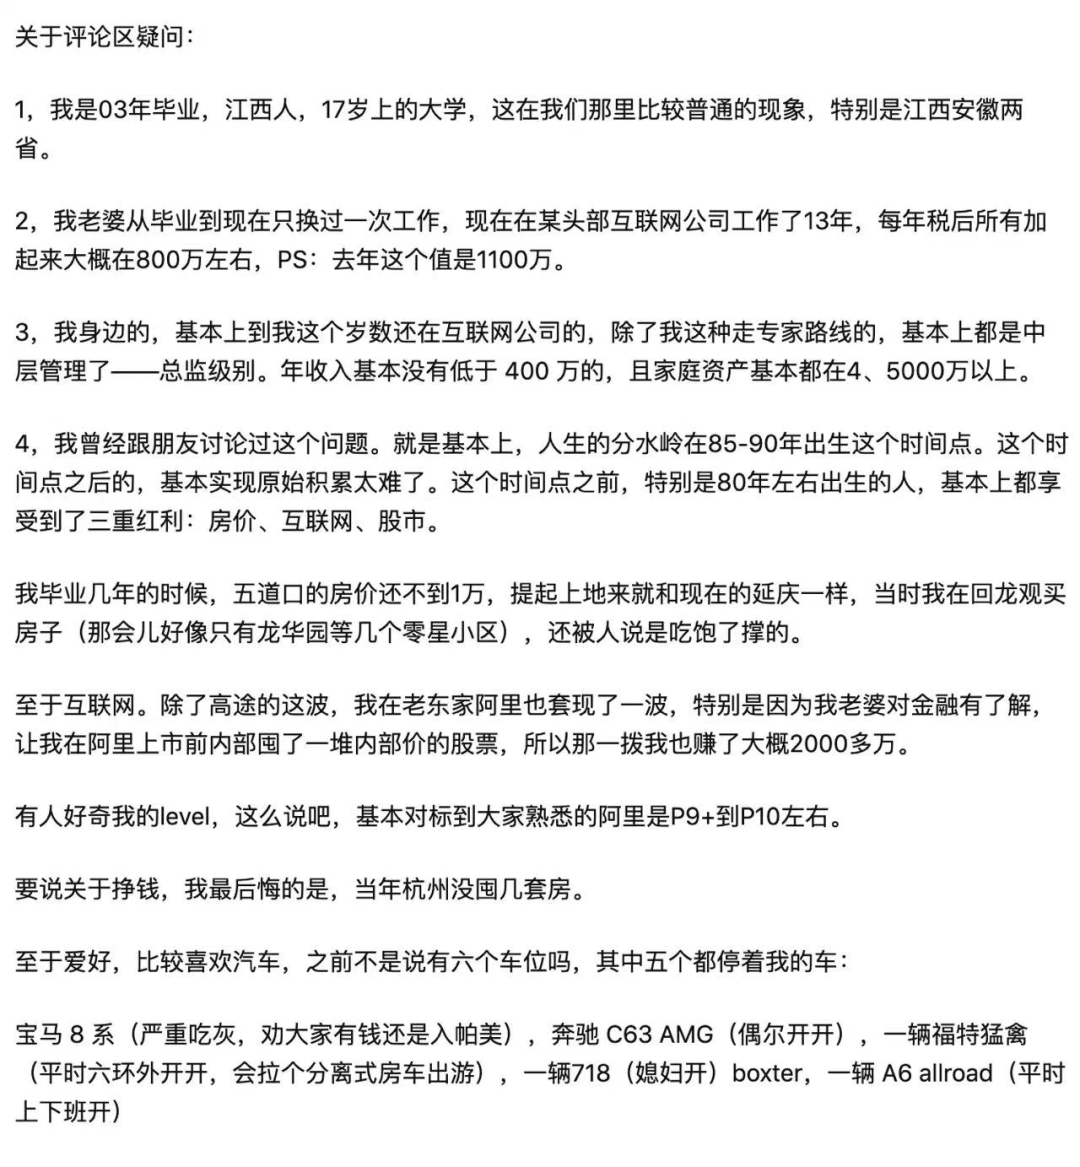 关于评论区疑问：
1，我是03年毕业，江西人，17岁上的大学，这在我们那里比较普通的现象，特别是江西安徽两
省。
2，我老婆从毕业到现在只换过一次工作，现在在某头部互联网公司工作了13年，每年税后所有加
起来大概在800万左右，PS：去年这个值是1100万。
3，我身边的，基本上到我这个岁数还在互联网公司的，除了我这种走专家路线的，基本上都是中
层管理了——总监级别。年收入基本没有低于 400 万的，且家庭资产基本都在4、5000万以上。
4，我曾经跟朋友讨论过这个问题。就是基本上，人生的分水岭在85-90年出生这个时间点。这个时
间点之后的，基本实现原始积累太难了。这个时间点之前，特别是80年左右出生的人，基本上都享
受到了三重红利：房价、互联网、股市。
我毕业几年的时候，五道口的房价还不到1万，提起上地来就和现在的延庆一样，当时我在回龙观买
房子（那会儿好像只有龙华园等几个零星小区），还被人说是吃饱了撑的。
至于互联网。除了高途的这波，我在老东家阿里也套现了一波，特别是因为我老婆对金融有了解，
让我在阿里上市前内部囤了一堆内部价的股票，所以那一拨我也赚了大概2000多万。
有人好奇我的level，这么说吧，基本对标到大家熟悉的阿里是P9+到P10左右。
要说关于挣钱，我最后悔的是，当年杭州没囤几套房。
至于爱好，比较喜欢汽车，之前不是说有六个车位吗，其中五个都停着我的车：
宝马 8 系（严重吃灰，劝大家有钱还是入帕美），奔驰 C63 AMG（偶尔开开），一辆福特猛禽
（平时六环外开开，会拉个分离式房车出游），一辆718（媳妇开）boxter，一辆 A6 allroad（平时
上下班开）